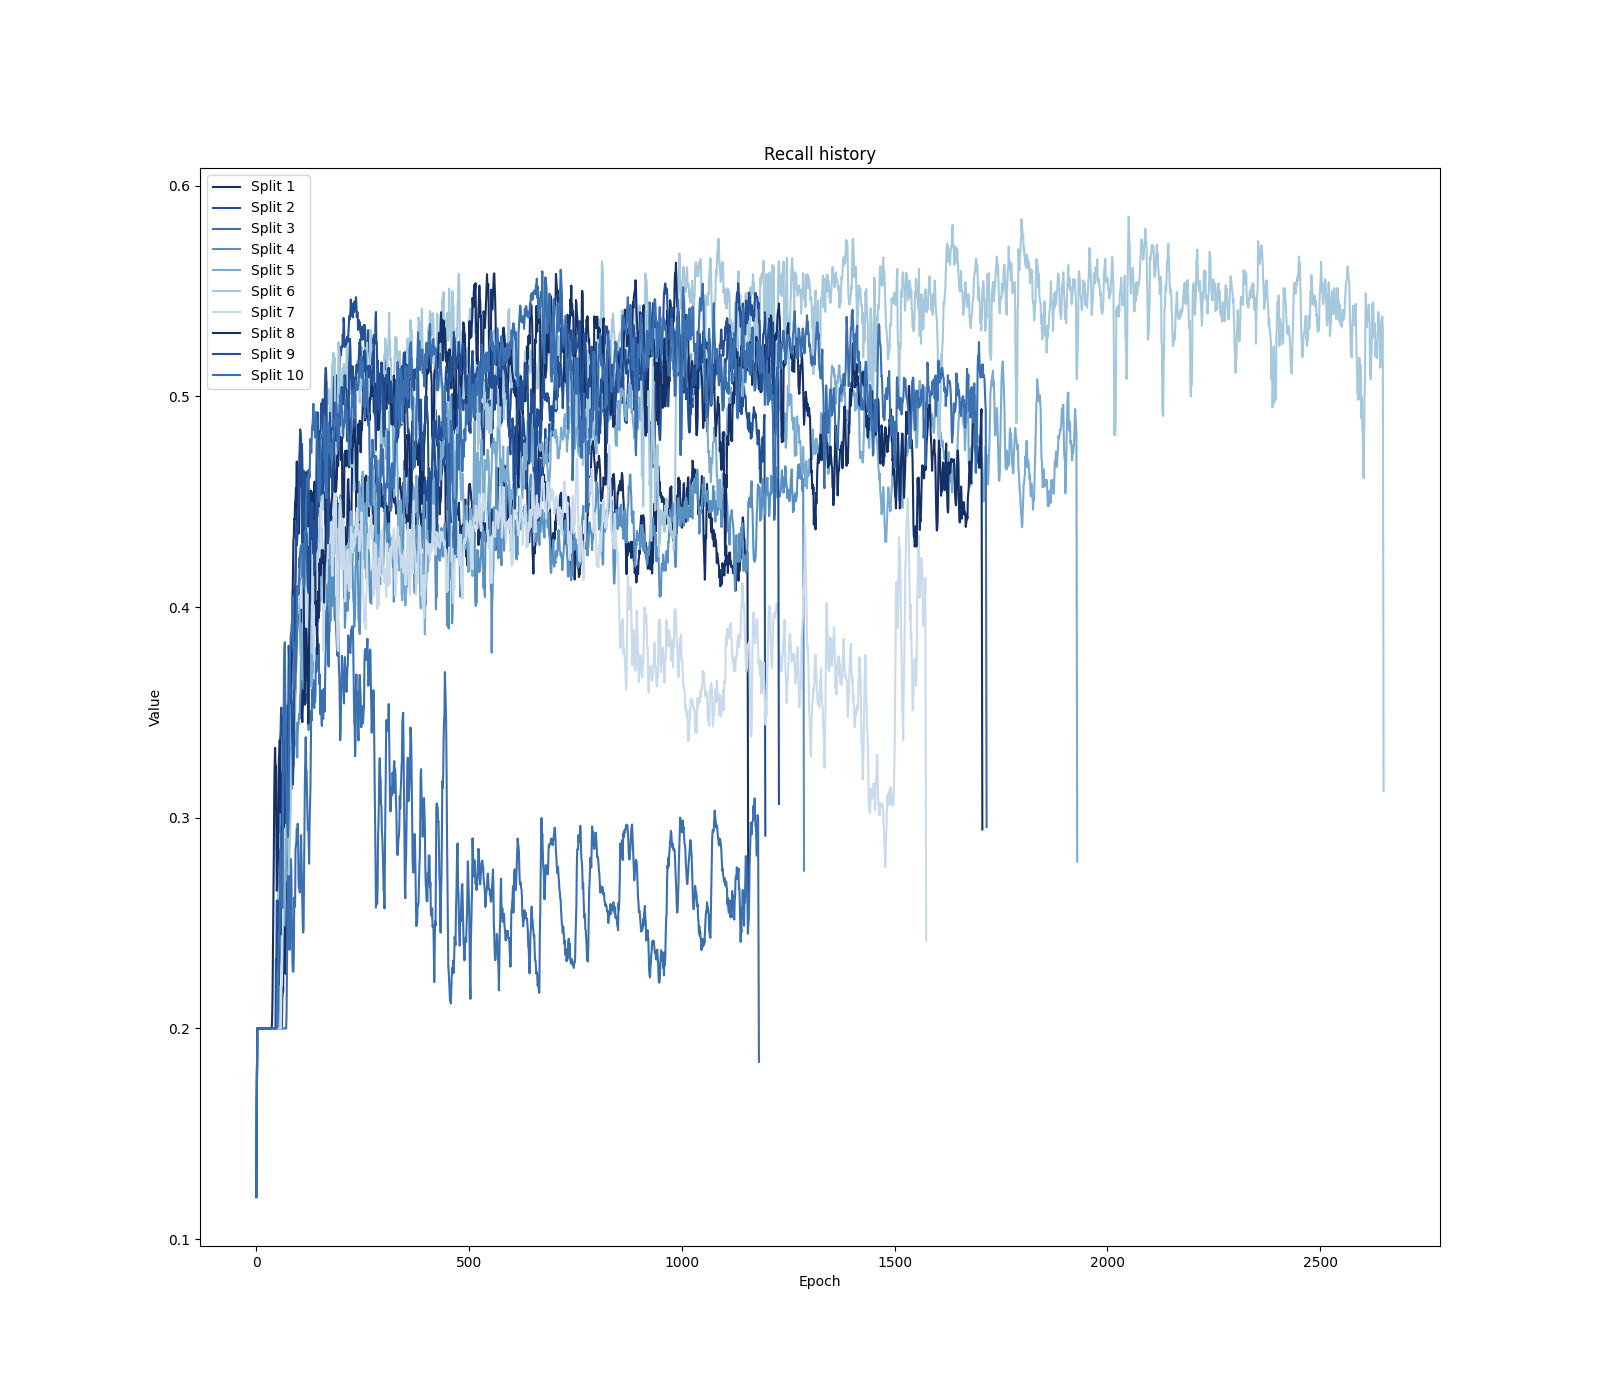 Recall history
0.6
0.5
0.4
0.3
0.2
0.1
Value
Split 1
Split 2
Split 3
Split 4
Split 5
Split 6
Split 7
Split 8
Split 9
Split 10
0
500
1000
1500
2000
2500
Epoch